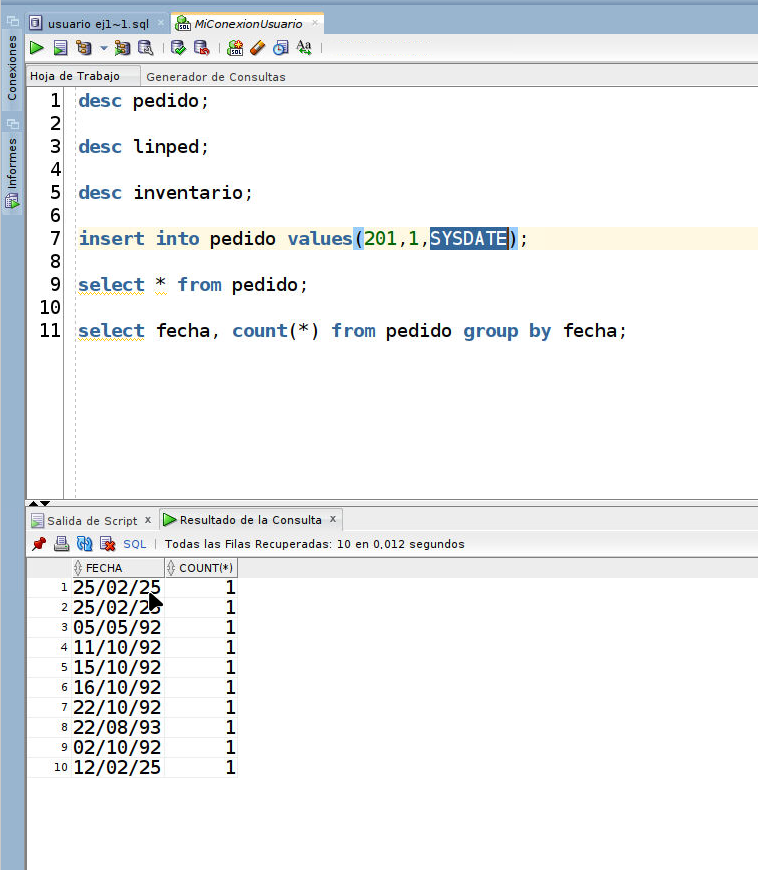 usuario ej1~1.sql
MiConexionUsuario
Conexiones
Informes
Hoja de Trabajo
Generador de Consultas
1 desc pedido;
2
3 desc linped;
4
5 desc inventario;
6
7 insert into pedido values(201,1,SYSDATE);
8
9 select * from pedido;
10
11 select fecha, count(*) from pedido group by fecha;
Salida de Script x
Resultado de la Consulta x
SQL | Todas las Filas Recuperadas: 10 en 0,012 segundos
FECHA COUNT(*)
1 25/02/25 1
2 25/02/25 1
3 05/05/92 1
4 11/10/92 1
5 15/10/92 1
6 16/10/92 1
7 22/10/92 1
8 22/08/93 1
9 02/10/92 1
10 12/02/25 1